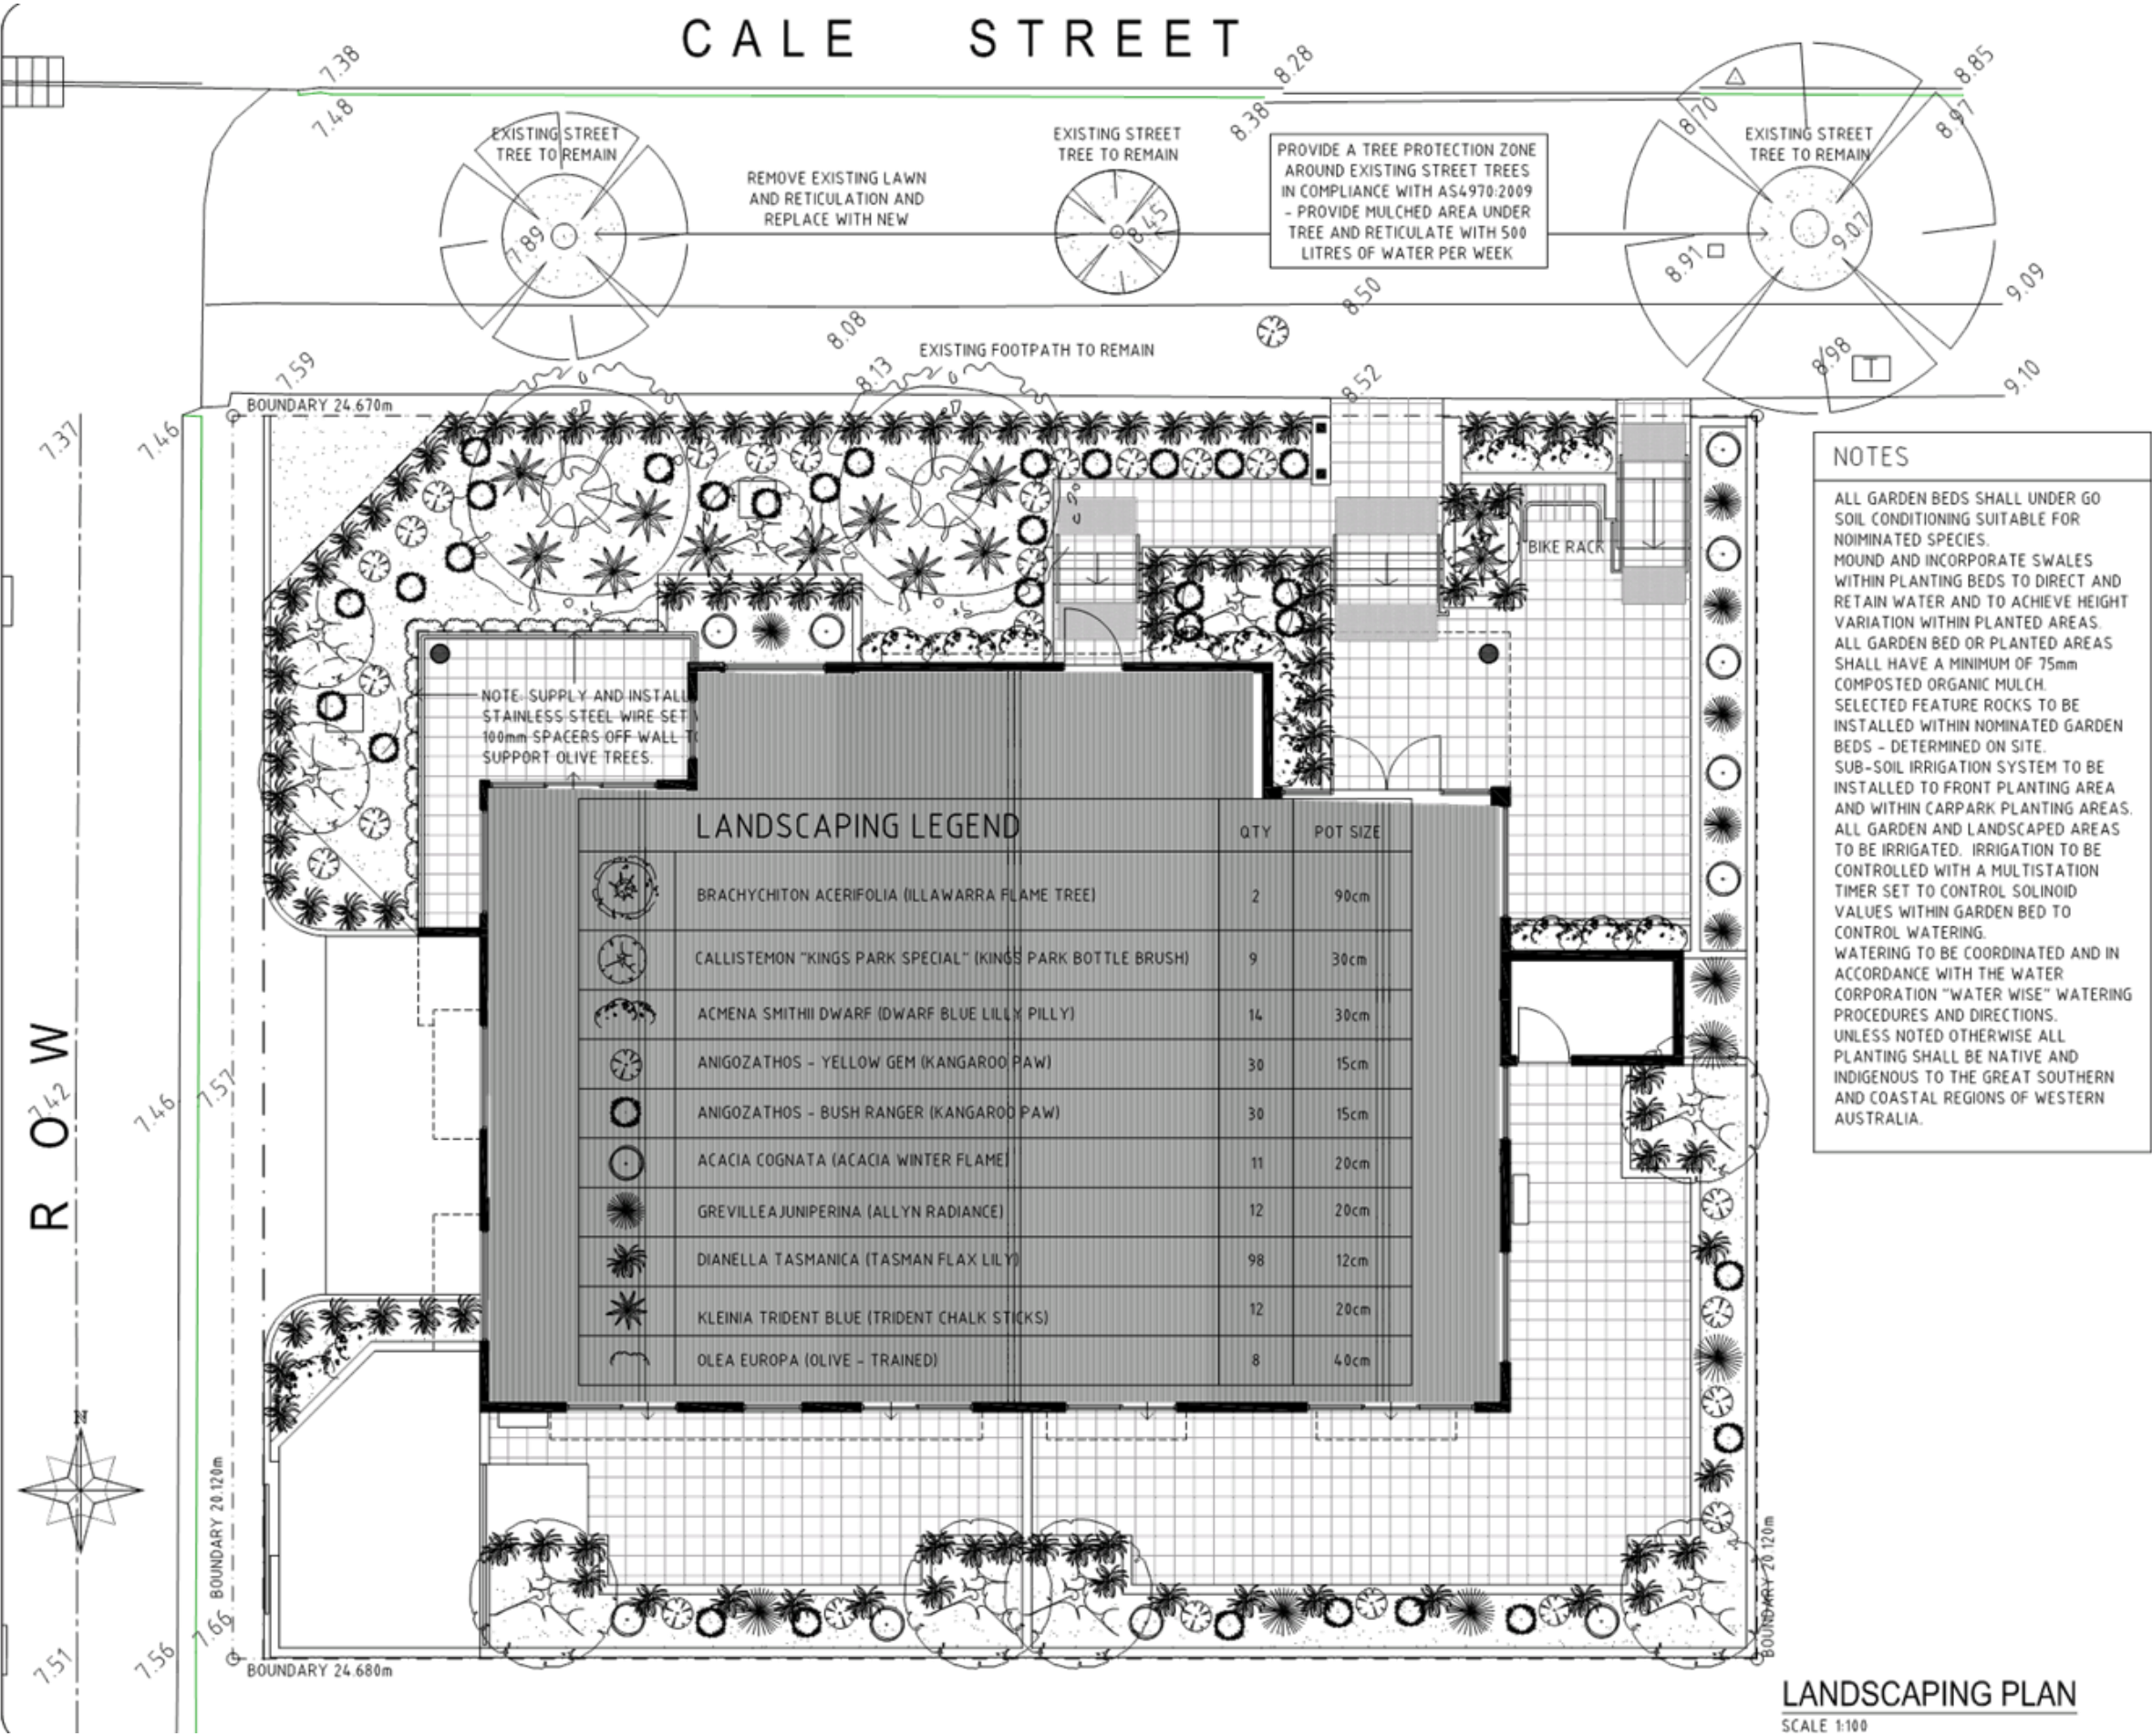 CALE STREET
7.38
7.48
8.28
8.38
8.70
8.85
8.97
EXISTING STREET
TREE TO REMAIN
EXISTING STREET
TREE TO REMAIN
EXISTING STREET
TREE TO REMAIN
REMOVE EXISTING LAWN
AND RETICULATION AND
REPLACE WITH NEW
PROVIDE A TREE PROTECTION ZONE
AROUND EXISTING STREET TREES
IN COMPLIANCE WITH AS4970:2009
- PROVIDE MULCHED AREA UNDER
TREE AND RETICULATE WITH 500
LITRES OF WATER PER WEEK
7.89
8.45
9.07
8.91
8.50
9.09
8.08
EXISTING FOOTPATH TO REMAIN
8.98
T
7.59
8.13
8.52
9.10
BOUNDARY 24.670m
7.37
7.46
BIKE RACK
NOTE: SUPPLY AND INSTALL
STAINLESS STEEL WIRE SET
100mm SPACERS OFF WALL TO
SUPPORT OLIVE TREES.
NOTES
ALL GARDEN BEDS SHALL UNDER GO
SOIL CONDITIONING SUITABLE FOR
NOIMINATED SPECIES.
MOUND AND INCORPORATE SWALES
WITHIN PLANTING BEDS TO DIRECT AND
RETAIN WATER AND TO ACHIEVE HEIGHT
VARIATION WITHIN PLANTED AREAS.
ALL GARDEN BED OR PLANTED AREAS
SHALL HAVE A MINIMUM OF 75mm
COMPOSTED ORGANIC MULCH.
SELECTED FEATURE ROCKS TO BE
INSTALLED WITHIN NOMINATED GARDEN
BEDS - DETERMINED ON SITE.
SUB-SOIL IRRIGATION SYSTEM TO BE
INSTALLED TO FRONT PLANTING AREA
AND WITHIN CARPARK PLANTING AREAS.
ALL GARDEN AND LANDSCAPED AREAS
TO BE IRRIGATED. IRRIGATION TO BE
CONTROLLED WITH A MULTISTATION
TIMER SET TO CONTROL SOLINOID
VALUES WITHIN GARDEN BED TO
CONTROL WATERING.
WATERING TO BE COORDINATED AND IN
ACCORDANCE WITH THE WATER
CORPORATION "WATER WISE" WATERING
PROCEDURES AND DIRECTIONS.
UNLESS NOTED OTHERWISE ALL
PLANTING SHALL BE NATIVE AND
INDIGENOUS TO THE GREAT SOUTHERN
AND COASTAL REGIONS OF WESTERN
AUSTRALIA.
LANDSCAPING LEGEND QTY POT SIZE
BRACHYCHITON ACERIFOLIA (ILLAWARRA FLAME TREE) 2 90cm
CALLISTEMON "KINGS PARK SPECIAL" (KINGS PARK BOTTLE BRUSH) 9 30cm
ACMENA SMITHII DWARF (DWARF BLUE LILLY PILLY) 14 30cm
ANIGOZATHOS - YELLOW GEM (KANGAROO PAW) 30 15cm
ANIGOZATHOS - BUSH RANGER (KANGAROO PAW) 30 15cm
ACACIA COGNATA (ACACIA WINTER FLAME) 11 20cm
GREVILLEA JUNIPERINA (ALLYN RADIANCE) 12 20cm
DIANELLA TASMANICA (TASMAN FLAX LILY) 98 12cm
KLEINIA TRIDENT BLUE (TRIDENT CHALK STICKS) 12 20cm
OLEA EUROPA (OLIVE - TRAINED) 8 40cm
ROW
7.42
7.46
7.57
N
BOUNDARY 20.120m
BOUNDARY 20.120m
7.51
7.56
7.66
BOUNDARY 24.680m
LANDSCAPING PLAN
SCALE 1:100